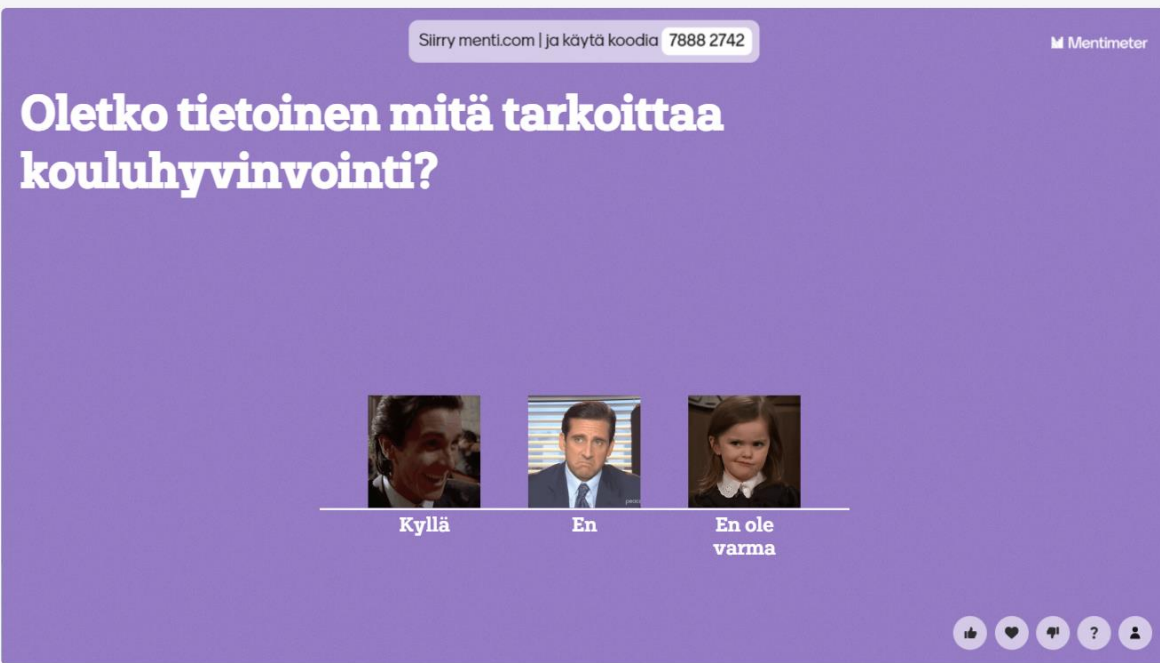 Siirry menti.com | ja käytä koodia 7888 2742
Mentimeter
Oletko tietoinen mitä tarkoittaa
kouluhyvinvointi?
Kyllä
En
En ole
varma
?